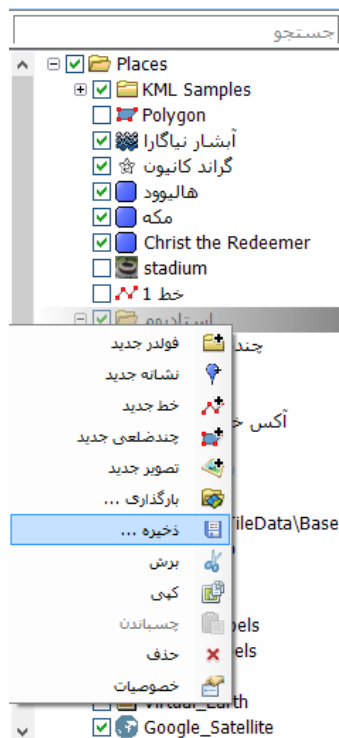 جستجو
Places
KML Samples
Polygon
آبشار نیاگارا
گراند کانیون
هالیوود
مکه
Christ the Redeemer
stadium
خط 1
استادیوم
فولدر جدید
چند
نشانه جدید
خط جدید
آکس خ
چندضلعی جدید
تصویر جدید
بارگذاری ...
ذخیره ...
FileData\Base
برش
کپی
چسباندن
els
حذف
els
خصوصیات
Virtual_Earth
Google_Satellite